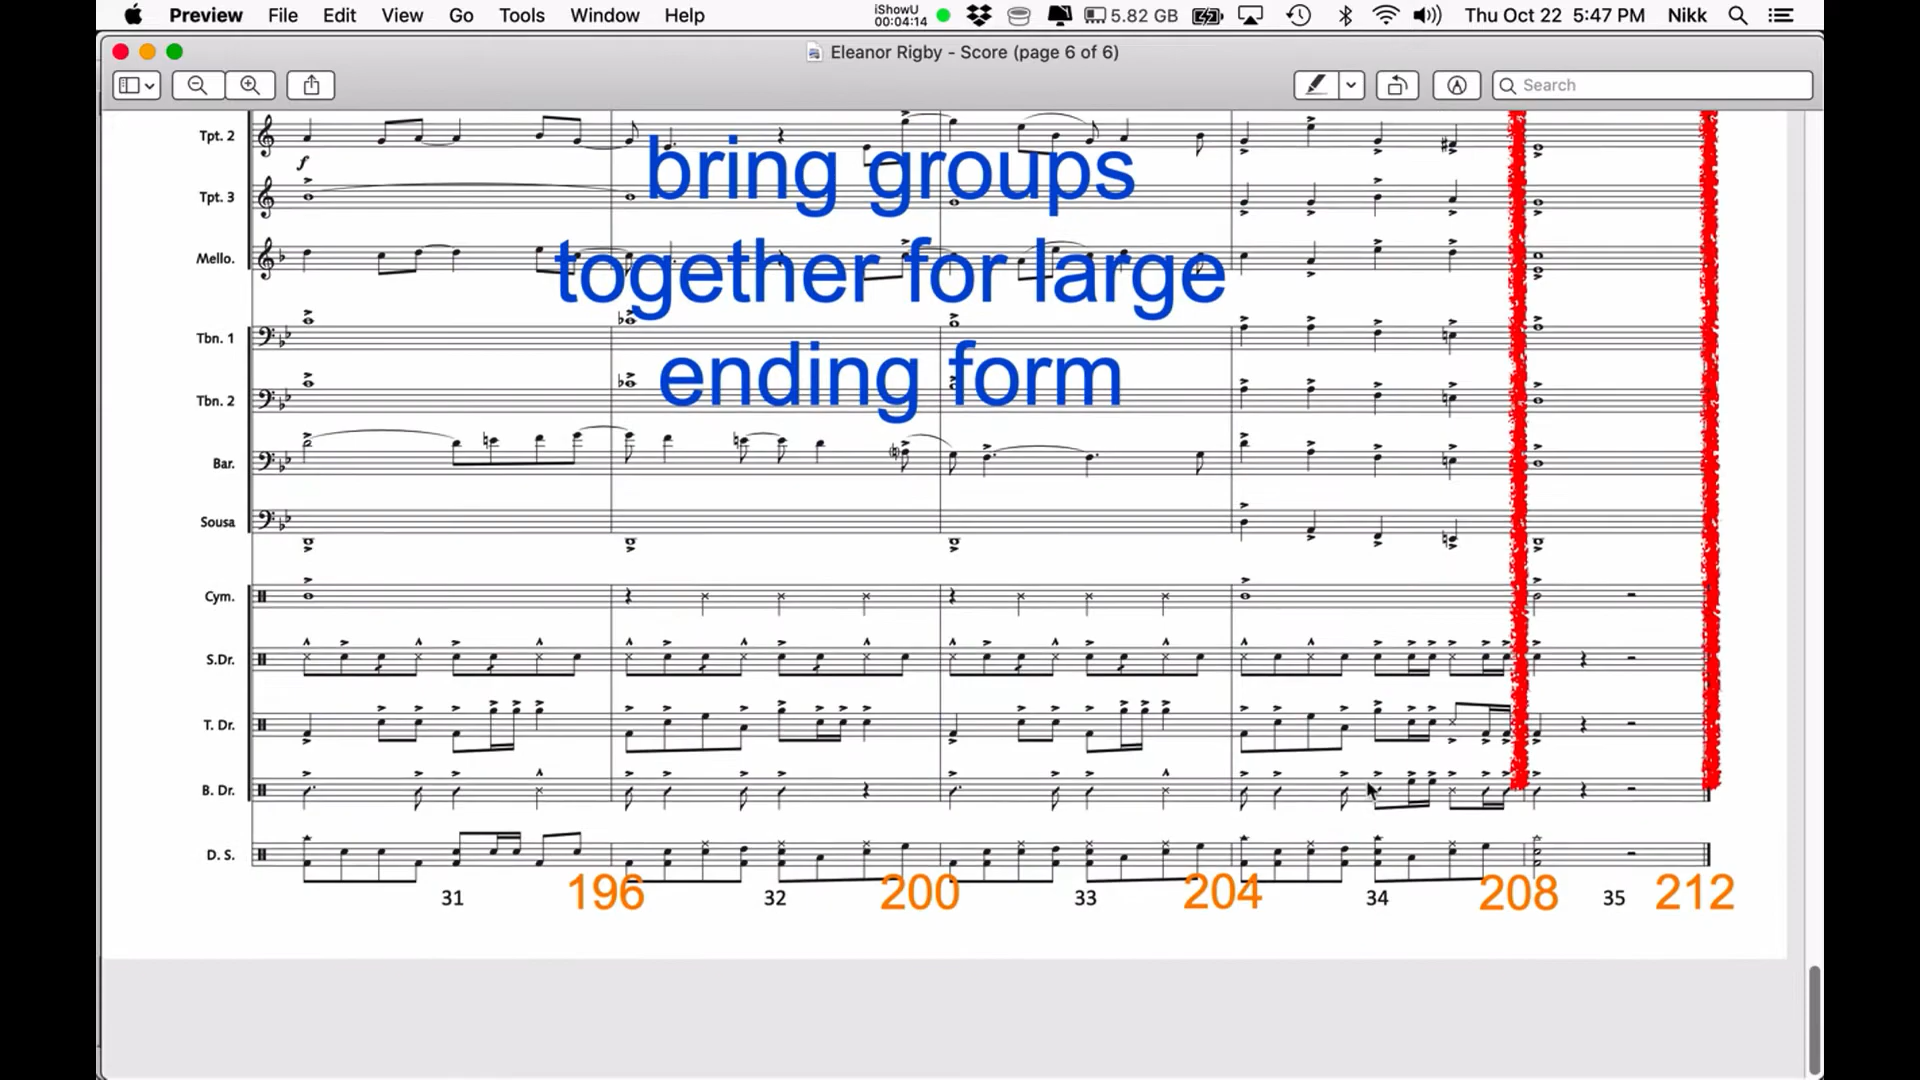 Preview File Edit View Go Tools Window Help iShowU 00:04:14 5.82 GB Thu Oct 22 5:47 PM Nikk
Eleanor Rigby - Score (page 6 of 6)
Search
Tpt. 2
f
bring groups
Tpt. 3
Mello.
together for large
Tbn. 1
ending form
Tbn. 2
Bar.
Sousa
Cym.
S.Dr.
T. Dr.
B. Dr.
D. S.
31 196 32 200 33 204 34 208 35 212